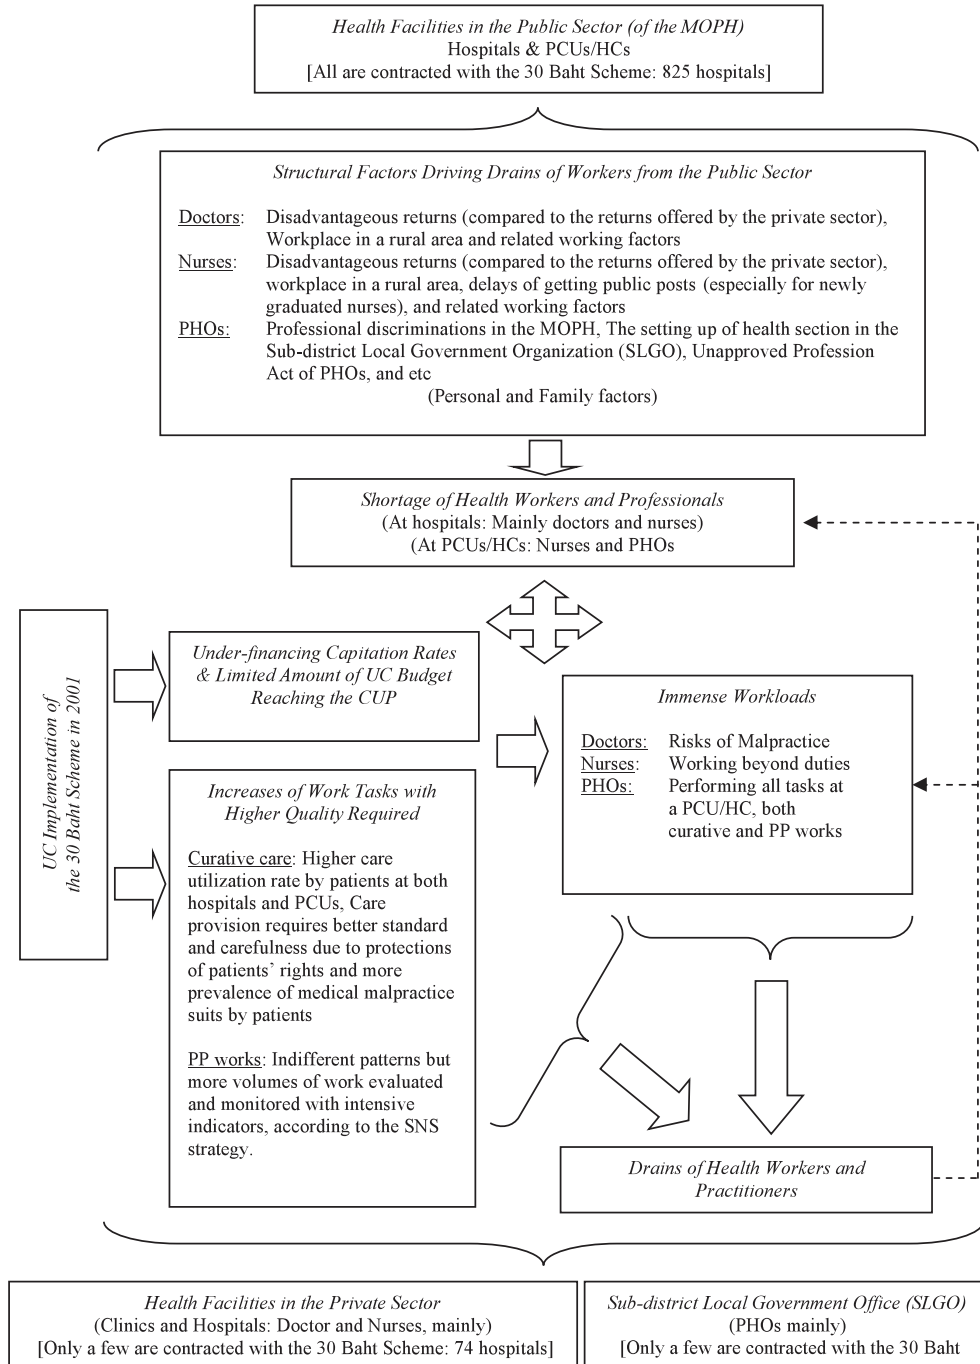 Health Facilities in the Public Sector (of the MOPH)
Hospitals & PCUs/HCs
[All are contracted with the 30 Baht Scheme: 825 hospitals]
Structural Factors Driving Drains of Workers from the Public Sector
Doctors: Disadvantageous returns (compared to the returns offered by the private sector),
Workplace in a rural area and related working factors
Nurses: Disadvantageous returns (compared to the returns offered by the private sector),
workplace in a rural area, delays of getting public posts (especially for newly
graduated nurses), and related working factors
PHOs: Professional discriminations in the MOPH, The setting up of health section in the
Sub-district Local Government Organization (SLGO), Unapproved Profession
Act of PHOs, and etc
(Personal and Family factors)
Shortage of Health Workers and Professionals
(At hospitals: Mainly doctors and nurses)
(At PCUs/HCs: Nurses and PHOs
UC Implementation of
the 30 Baht Scheme in 2001
Under-financing Capitation Rates
& Limited Amount of UC Budget
Reaching the CUP
Immense Workloads
Doctors: Risks of Malpractice
Nurses: Working beyond duties
PHOs: Performing all tasks at
a PCU/HC, both
curative and PP works
Increases of Work Tasks with
Higher Quality Required
Curative care: Higher care
utilization rate by patients at both
hospitals and PCUs, Care
provision requires better standard
and carefulness due to protections
of patients' rights and more
prevalence of medical malpractice
suits by patients
PP works: Indifferent patterns but
more volumes of work evaluated
and monitored with intensive
indicators, according to the SNS
strategy.
Drains of Health Workers and
Practitioners
Health Facilities in the Private Sector
(Clinics and Hospitals: Doctor and Nurses, mainly)
[Only a few are contracted with the 30 Baht Scheme: 74 hospitals]
Sub-district Local Government Office (SLGO)
(PHOs mainly)
[Only a few are contracted with the 30 Baht